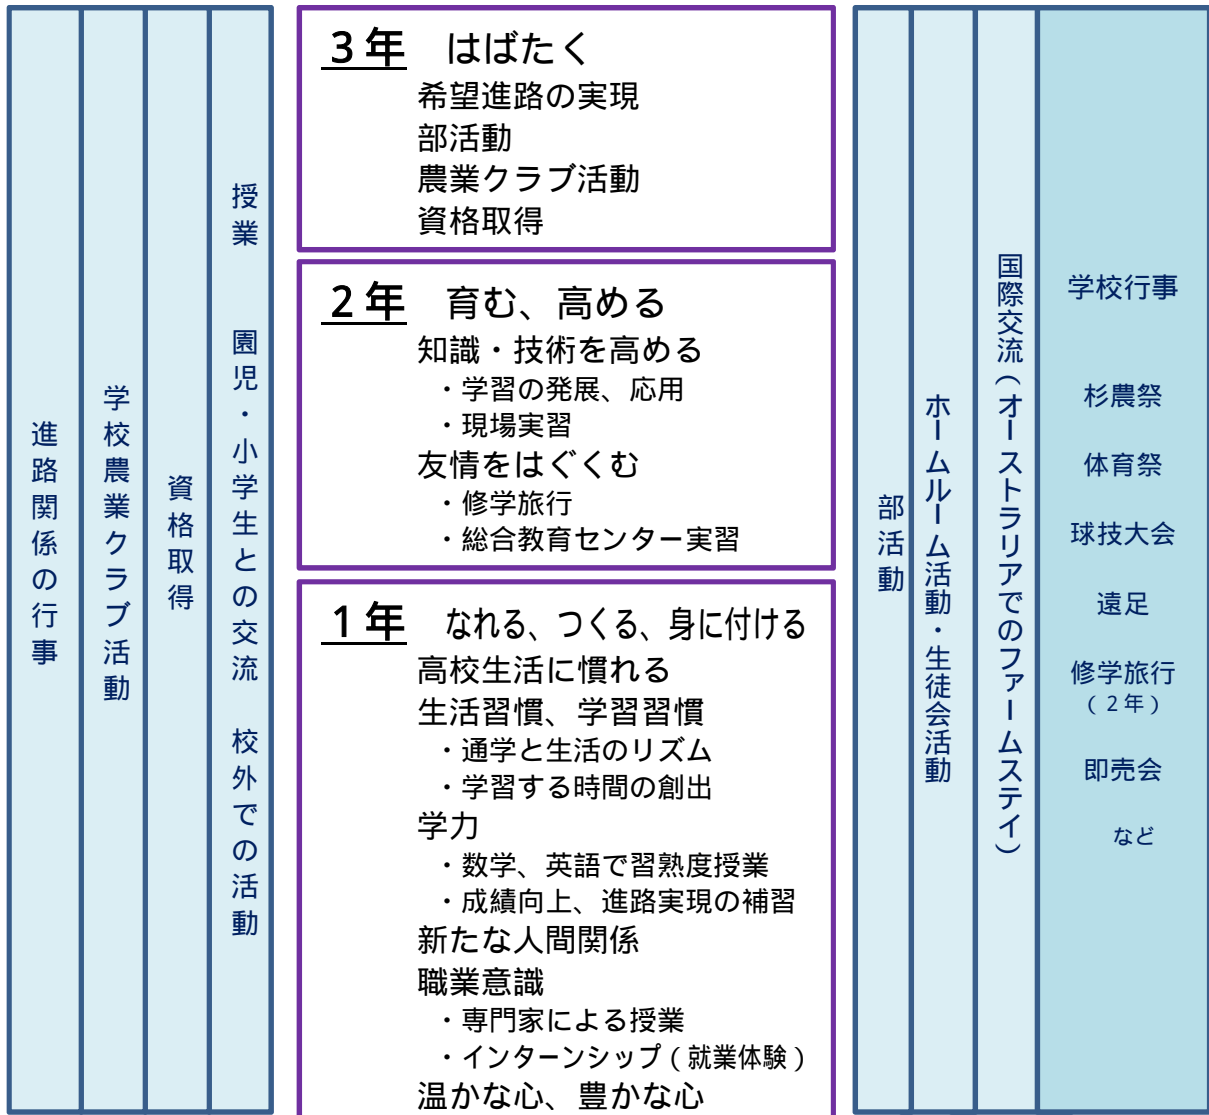 進路関係の行事
学校農業クラブ活動
資格取得
授業　園児・小学生との交流　校外での活動
３年　はばたく
希望進路の実現
部活動
農業クラブ活動
資格取得
２年　育む、高める
知識・技術を高める
・学習の発展、応用
・現場実習
友情をはぐくむ
・修学旅行
・総合教育センター実習
１年　なれる、つくる、身に付ける
高校生活に慣れる
生活習慣、学習習慣
・通学と生活のリズム
・学習する時間の創出
学力
・数学、英語で習熟度授業
・成績向上、進路実現の補習
新たな人間関係
職業意識
・専門家による授業
・インターンシップ（就業体験）
温かな心、豊かな心
部活動
ホームルーム活動・生徒会活動
国際交流（オーストラリアでのファームステイ）
学校行事
杉農祭
体育祭
球技大会
遠足
修学旅行
（２年）
即売会
など